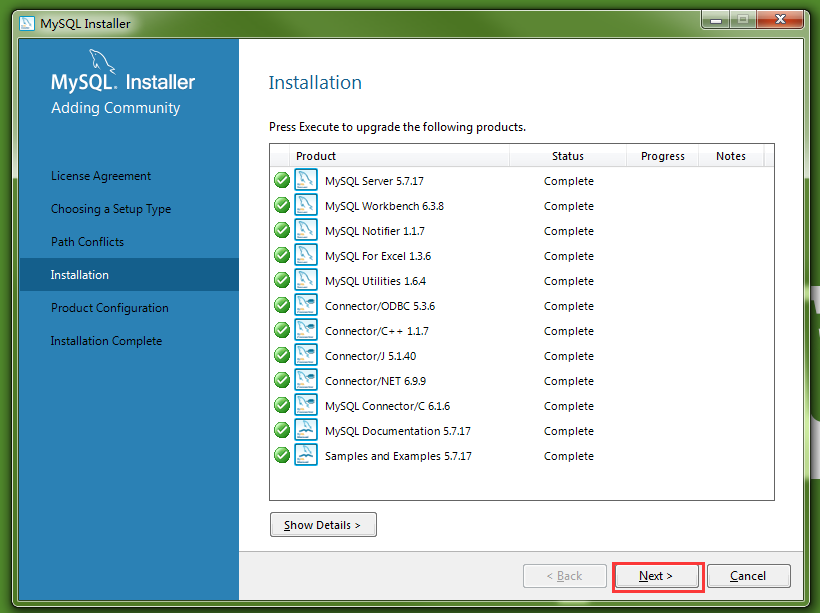 MySQL Installer
MySQL. Installer
Adding Community
License Agreement
Choosing a Setup Type
Path Conflicts
Installation
Product Configuration
Installation Complete
Installation
Press Execute to upgrade the following products.
Product Status Progress Notes
MySQL Server 5.7.17 Complete
MySQL Workbench 6.3.8 Complete
MySQL Notifier 1.1.7 Complete
MySQL For Excel 1.3.6 Complete
MySQL Utilities 1.6.4 Complete
Connector/ODBC 5.3.6 Complete
Connector/C++ 1.1.7 Complete
Connector/J 5.1.40 Complete
Connector/NET 6.9.9 Complete
MySQL Connector/C 6.1.6 Complete
MySQL Documentation 5.7.17 Complete
Samples and Examples 5.7.17 Complete
Show Details >
< Back Next > Cancel